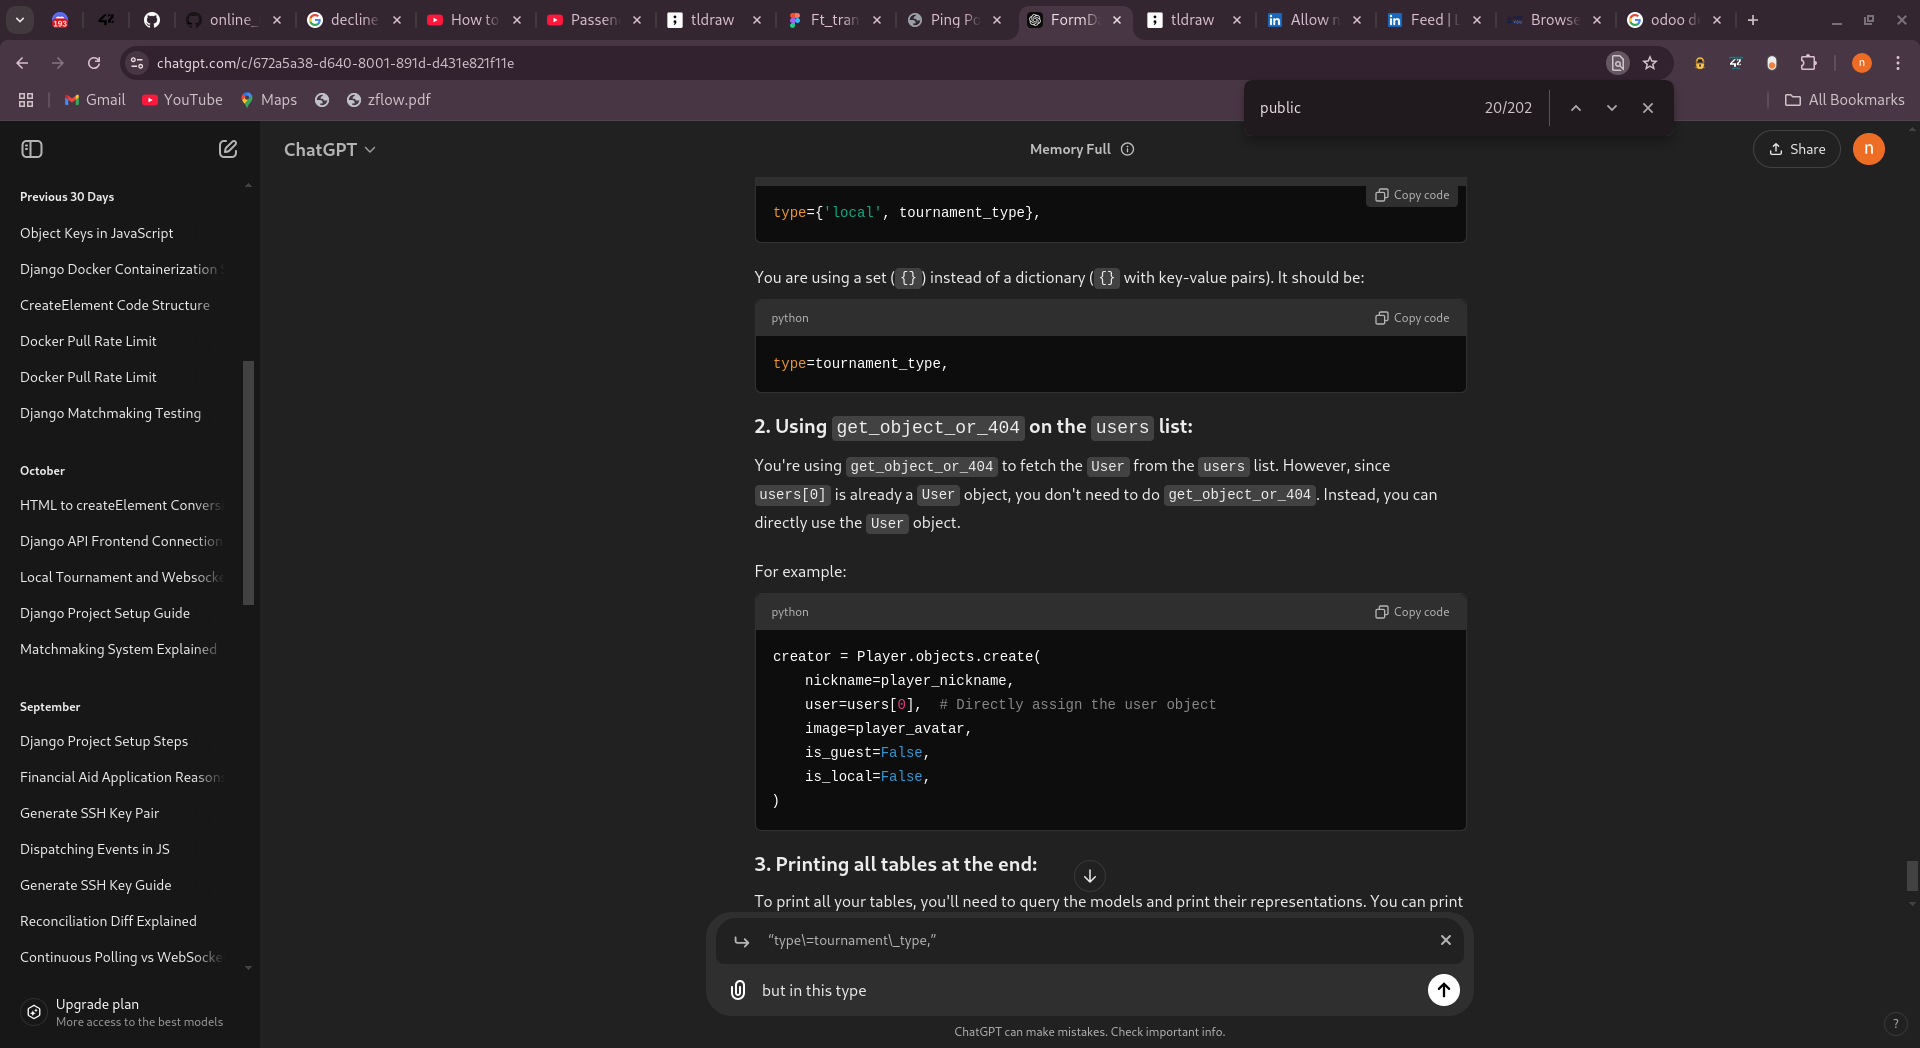 193
42
online_
decline
How to
Passen
tldraw
Ft_tran
Ping Po
FormDa
tldraw
Allow n
Feed | L
Browse
odoo d
chatgpt.com/c/672a5a38-d640-8001-891d-d431e821f11e
n
Gmail
YouTube
Maps
zflow.pdf
All Bookmarks
public
20/202
ChatGPT
Memory Full
Share
n
Previous 30 Days
Object Keys in JavaScript
Django Docker Containerization
CreateElement Code Structure
Docker Pull Rate Limit
Docker Pull Rate Limit
Django Matchmaking Testing
October
HTML to createElement Convers
Django API Frontend Connection
Local Tournament and Websocke
Django Project Setup Guide
Matchmaking System Explained
September
Django Project Setup Steps
Financial Aid Application Reason
Generate SSH Key Pair
Dispatching Events in JS
Generate SSH Key Guide
Reconciliation Diff Explained
Continuous Polling vs WebSocke
Upgrade plan
More access to the best models
Copy code
type={'local', tournament_type},
You are using a set ({}) instead of a dictionary ({} with key-value pairs). It should be:
python
Copy code
type=tournament_type,
2. Using get_object_or_404 on the users list:
You're using get_object_or_404 to fetch the User from the users list. However, since
users[0] is already a User object, you don't need to do get_object_or_404. Instead, you can
directly use the User object.
For example:
python
Copy code
creator = Player.objects.create(
nickname=player_nickname,
user=users[0],  # Directly assign the user object
image=player_avatar,
is_guest=False,
is_local=False,
)
3. Printing all tables at the end:
To print all your tables, you'll need to query the models and print their representations. You can print
“type\=tournament\_type,”
but in this type
ChatGPT can make mistakes. Check important info.
?